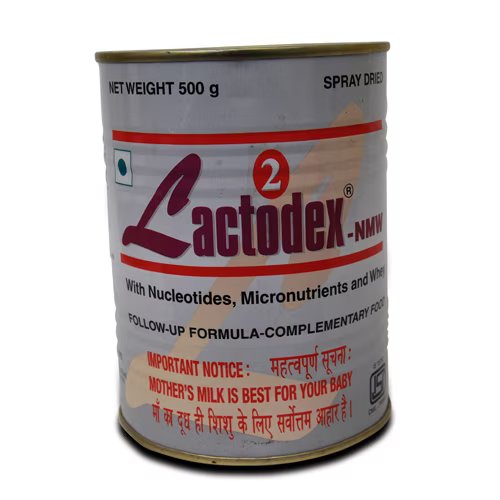 NET WEIGHT 500 g SPRAY DRIED
2
Lactodex®-NMW
With Nucleotides, Micronutrients and Whey
FOLLOW-UP FORMULA-COMPLEMENTARY FOOD
IMPORTANT NOTICE : महत्वपूर्ण सूचना :
MOTHER'S MILK IS BEST FOR YOUR BABY
माँ का दूध ही शिशु के लिए सर्वोत्तम आहार है।